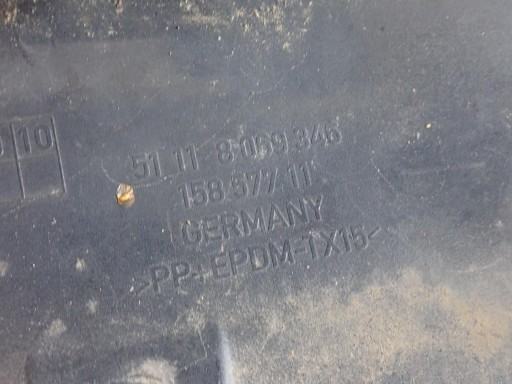 10
51 11 8 069 346
158.577.11
GERMANY
>PP+EPDM-TX15<